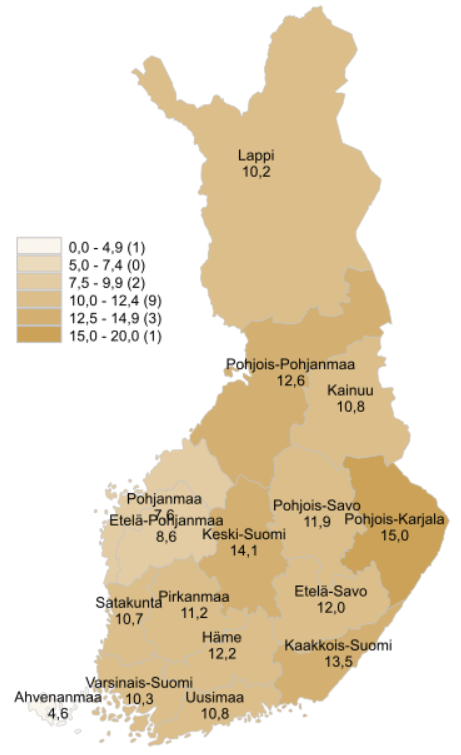 Lappi
10,2
0,0 - 4,9 (1)
5,0 - 7,4 (0)
7,5 - 9,9 (2)
10,0 - 12,4 (9)
12,5 - 14,9 (3)
15,0 - 20,0 (1)
Pohjois-Pohjanmaa
12,6
Kainuu
10,8
Pohjanmaa
7,6
Etelä-Pohjanmaa
8,6
Keski-Suomi
14,1
Pohjois-Savo
11,9
Pohjois-Karjala
15,0
Satakunta
10,7
Pirkanmaa
11,2
Etelä-Savo
12,0
Häme
12,2
Kaakkois-Suomi
13,5
Ahvenanmaa
4,6
Varsinais-Suomi
10,3
Uusimaa
10,8